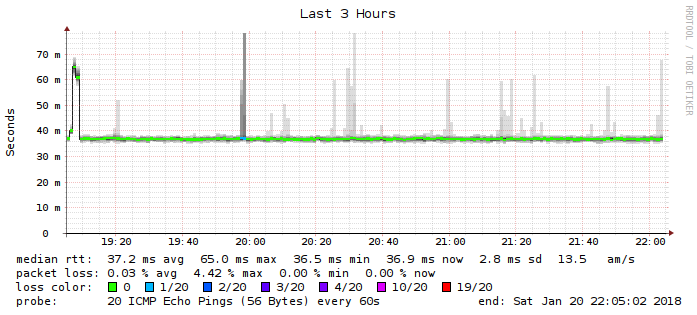 Last 3 Hours
RRDTOOL / TOBI OETIKER
Seconds
70 m
60 m
50 m
40 m
30 m
20 m
10 m
0
19:20 19:40 20:00 20:20 20:40 21:00 21:20 21:40 22:00
median rtt: 37.2 ms avg 65.0 ms max 36.5 ms min 36.9 ms now 2.8 ms sd 13.5 am/s
packet loss: 0.03 % avg 4.42 % max 0.00 % min 0.00 % now
loss color: 0 1/20 2/20 3/20 4/20 10/20 19/20
probe: 20 ICMP Echo Pings (56 Bytes) every 60s end: Sat Jan 20 22:05:02 2018